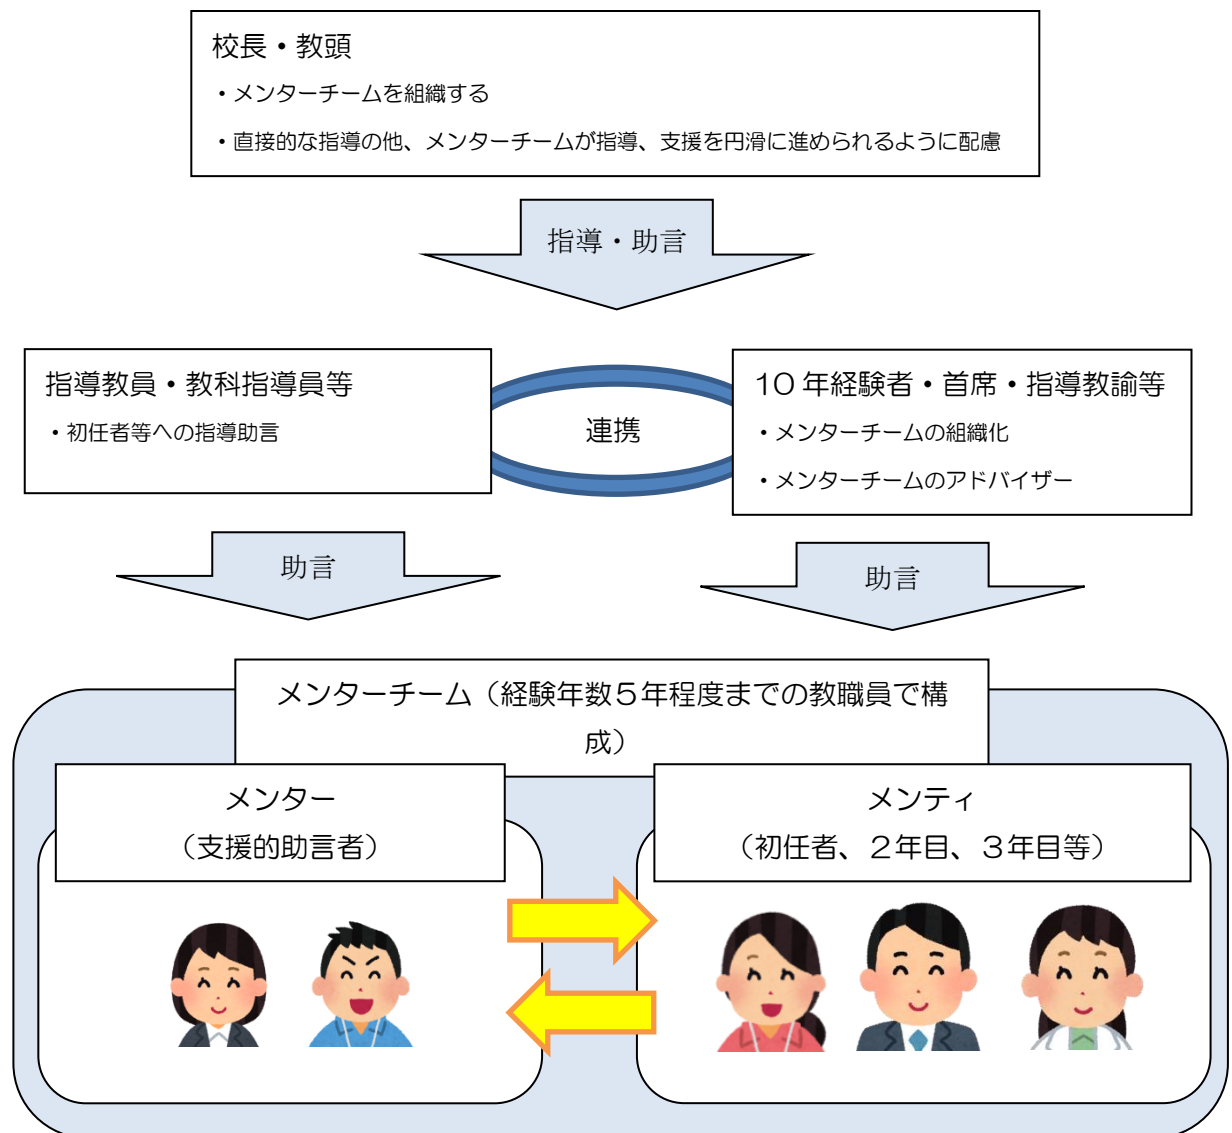 校長・教頭
・メンターチームを組織する
・直接的な指導の他、メンターチームが指導、支援を円滑に進められるように配慮
指導・助言
指導教員・教科指導員等
・初任者等への指導助言
連携
10年経験者・首席・指導教諭等
・メンターチームの組織化
・メンターチームのアドバイザー
助言
助言
メンターチーム（経験年数５年程度までの教職員で構
成）
メンター
（支援的助言者）
メンティ
（初任者、２年目、３年目等）